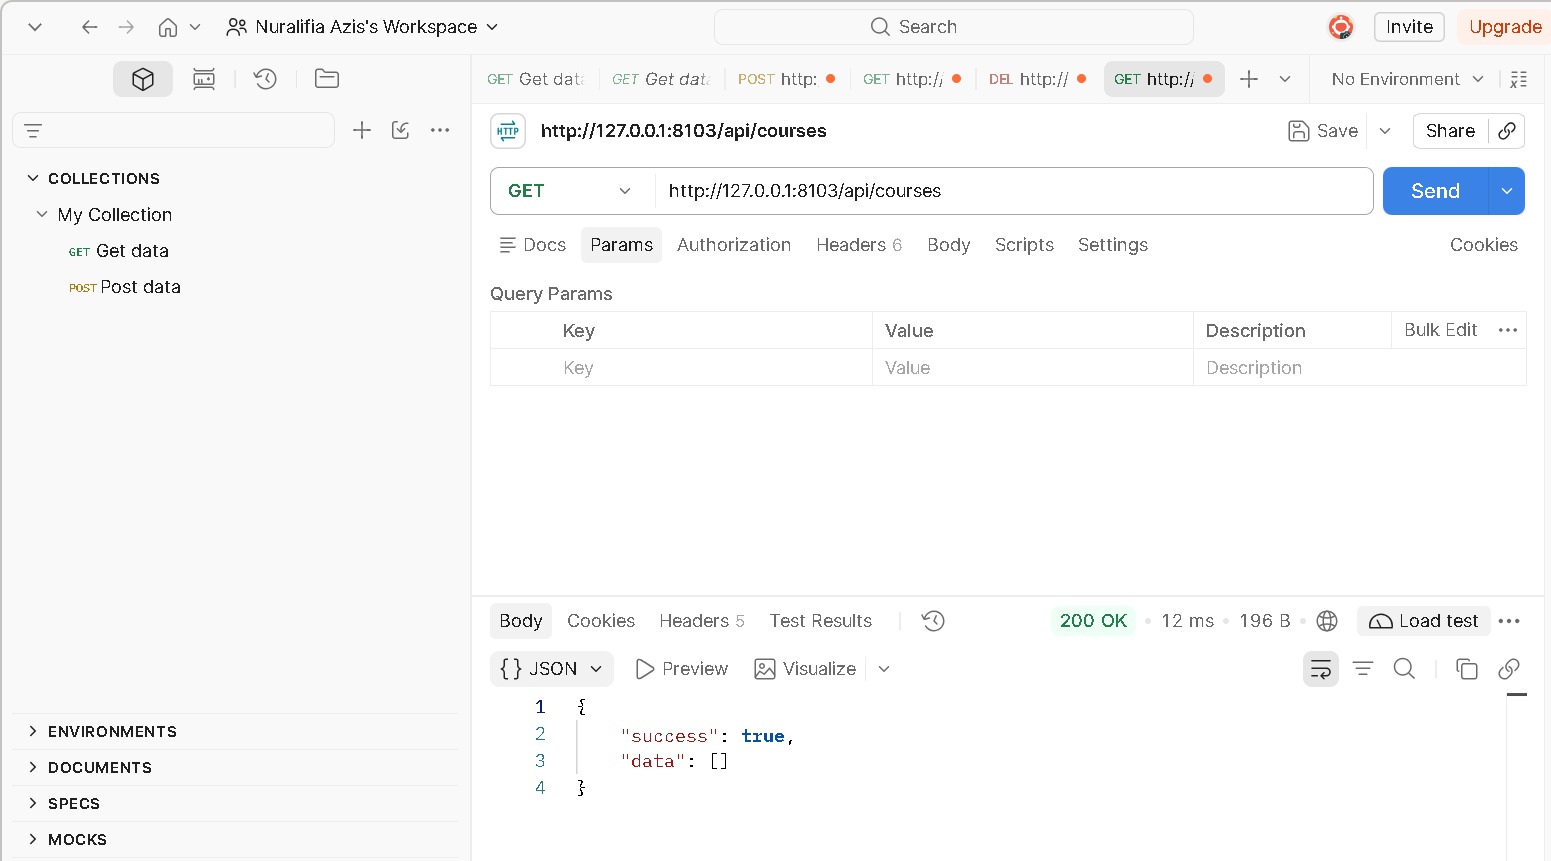 Nuralifia Azis's Workspace
Search
Invite
Upgrade
GET Get data
GET Get data
POST http:
GET http://
DEL http://
GET http://
No Environment
HTTP
http://127.0.0.1:8103/api/courses
Save
Share
COLLECTIONS
My Collection
GET Get data
POST Post data
GET
http://127.0.0.1:8103/api/courses
Send
Docs
Params
Authorization
Headers 6
Body
Scripts
Settings
Cookies
Query Params
Key Value Description Bulk Edit
Key Value Description
Body
Cookies
Headers 5
Test Results
200 OK
12 ms
196 B
Load test
{} JSON
Preview
Visualize
1 {
2 "success": true,
3 "data": []
4 }
ENVIRONMENTS
DOCUMENTS
SPECS
MOCKS